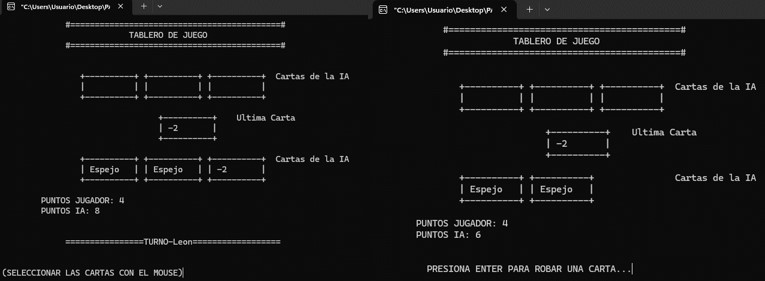 "C:\Users\Usuario\Desktop\Pa
#===========================================#
TABLERO DE JUEGO
#===========================================#
Cartas de la IA
-2
Ultima Carta
Espejo
Espejo
-2
Cartas de la IA
PUNTOS JUGADOR: 4
PUNTOS IA: 8
================TURNO-Leon==================
(SELECCIONAR LAS CARTAS CON EL MOUSE)
"C:\Users\Usuario\Desktop\Pa
#===========================================#
TABLERO DE JUEGO
#===========================================#
Cartas de la IA
-2
Ultima Carta
Espejo
Espejo
Cartas de la IA
PUNTOS JUGADOR: 4
PUNTOS IA: 6
PRESIONA ENTER PARA ROBAR UNA CARTA...